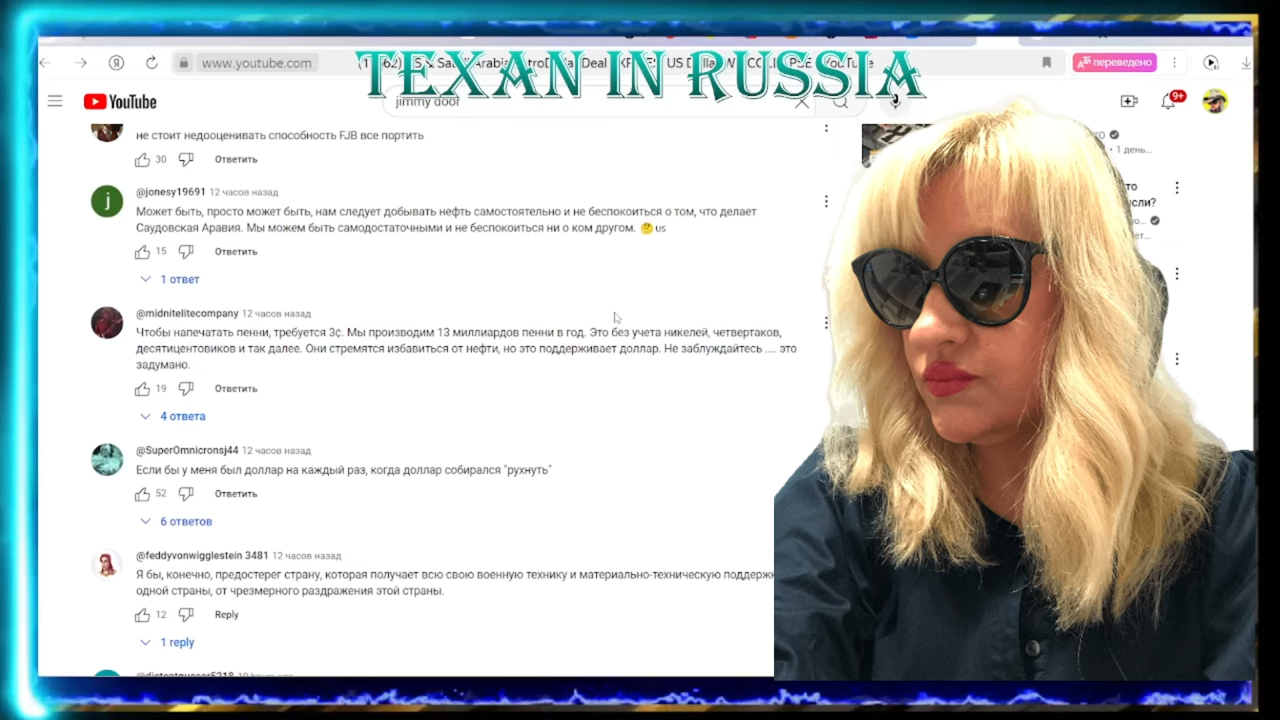 TEXAN IN RUSSIA
www.youtube.com
переведено
YouTube
jimmy door
9+
не стоит недооценивать способность FJB все портить
30 Ответить
@jonesy19691 12 часов назад
Может быть, просто может быть, нам следует добывать нефть самостоятельно и не беспокоиться о том, что делает
Саудовская Аравия. Мы можем быть самодостаточными и не беспокоиться ни о ком другом. 🤔 us
15 Ответить
1 ответ
@midnitelitecompany 12 часов назад
Чтобы напечатать пенни, требуется 3¢. Мы производим 13 миллиардов пенни в год. Это без учета никелей, четвертаков,
десятицентовиков и так далее. Они стремятся избавиться от нефти, но это поддерживает доллар. Не заблуждайтесь .... это
задумано.
19 Ответить
4 ответа
@SuperOmnicronsj44 12 часов назад
Если бы у меня был доллар на каждый раз, когда доллар собирался "рухнуть"
52 Ответить
6 ответов
@feddyvonwigglestein 3481 12 часов назад
Я бы, конечно, предостерег страну, которая получает всю свою военную технику и материально-техническую
одной страны, от чрезмерного раздражения этой страны.
12 Reply
1 reply
• 1 день...